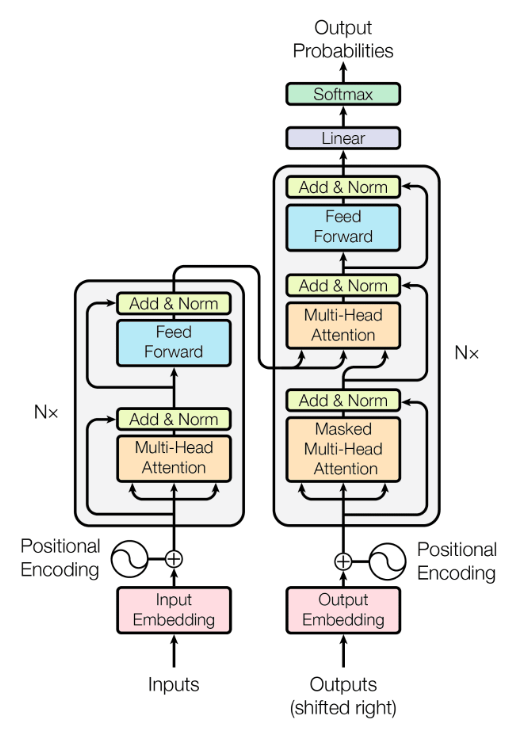 Output
Probabilities
Softmax
Linear
Add & Norm
Feed
Forward
Add & Norm
Multi-Head
Attention
Add & Norm
Masked
Multi-Head
Attention
N×
Add & Norm
Feed
Forward
Add & Norm
Multi-Head
Attention
N×
Positional
Encoding
Positional
Encoding
Input
Embedding
Output
Embedding
Inputs
Outputs
(shifted right)